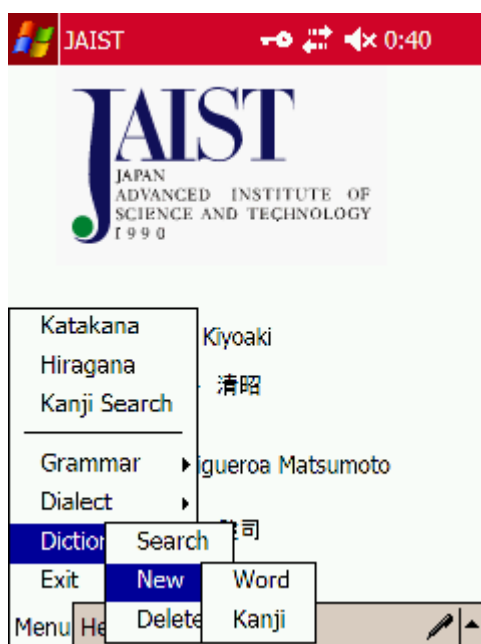 JAIST 0:40
JAIST
JAPAN
ADVANCED INSTITUTE OF
SCIENCE AND TECHNOLOGY
1990
Katakana
Hiragana
Kanji Search
Kiyoaki
清昭
Grammar
igueroa Matsumoto
Dialect
Diction
司
Search
Exit
New
Word
Menu
He
Delete
Kanji